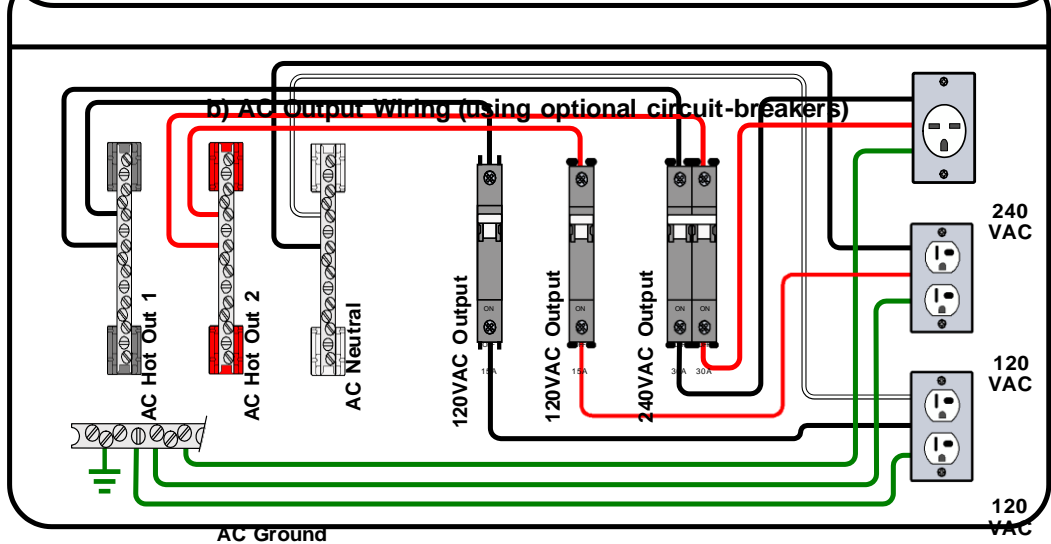 b) AC Output Wiring (using optional circuit-breakers)
240
VAC
AC Hot Out 1
AC Hot Out 2
AC Neutral
120VAC Output
ON
15A
120VAC Output
ON
15A
240VAC Output
ON
ON
30A
30A
120
VAC
120
VAC
AC Ground